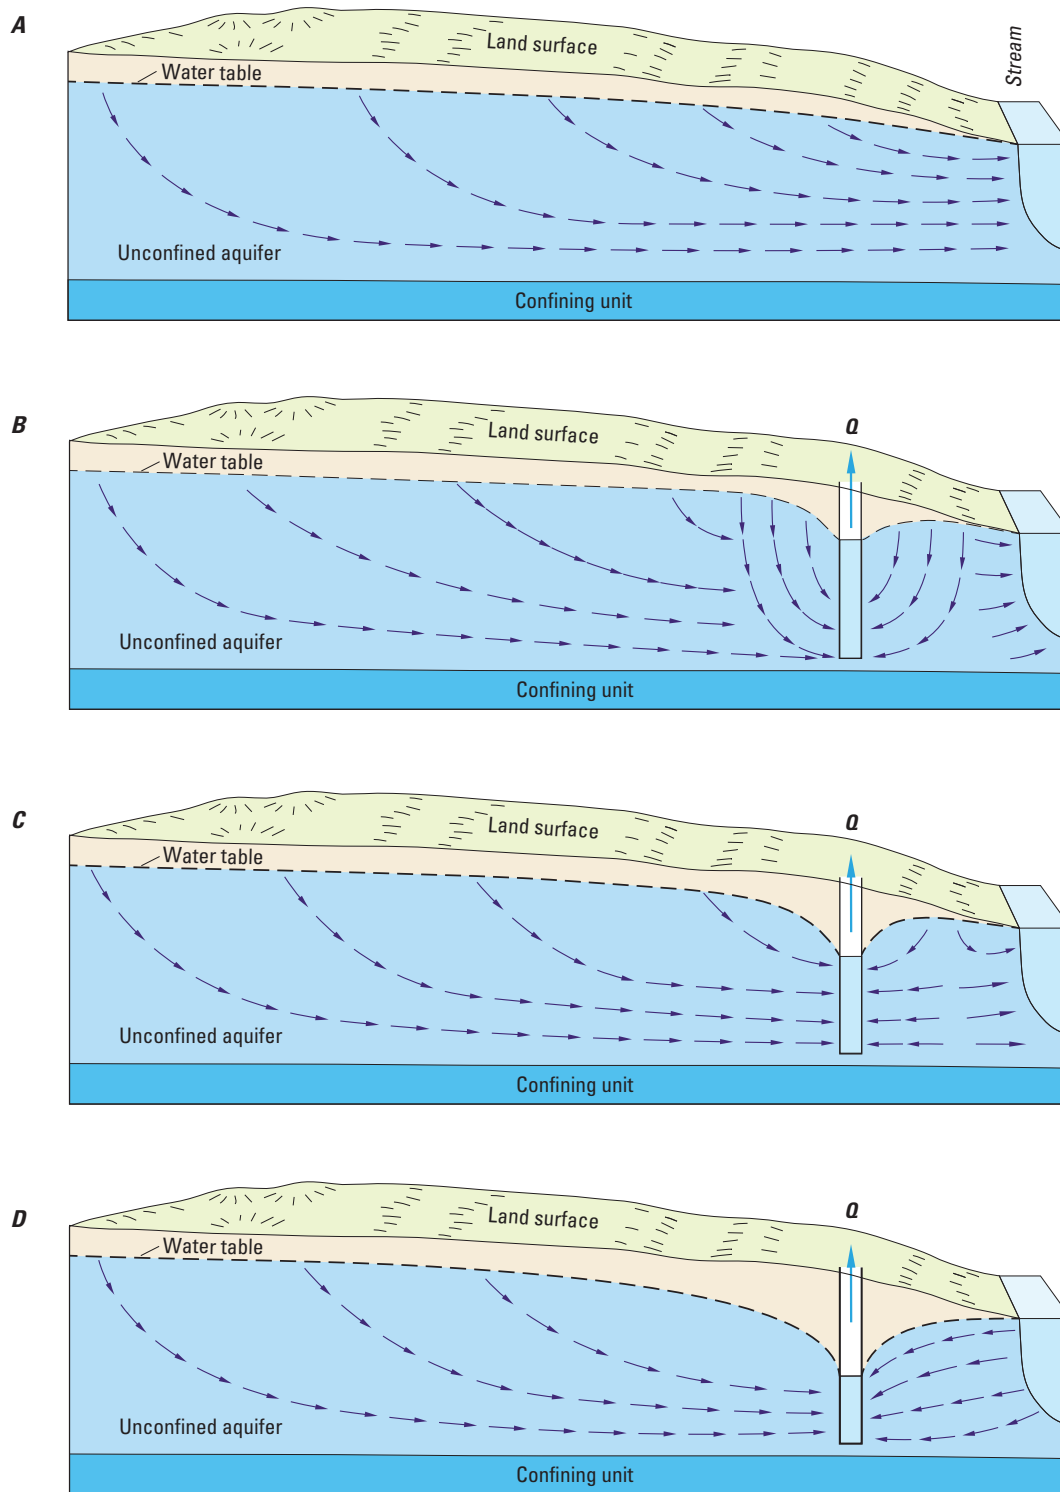 A
Land surface
Stream
Water table
Unconfined aquifer
Confining unit
B
Q
Land surface
Water table
Unconfined aquifer
Confining unit
C
Q
Land surface
Water table
Unconfined aquifer
Confining unit
D
Q
Land surface
Water table
Unconfined aquifer
Confining unit